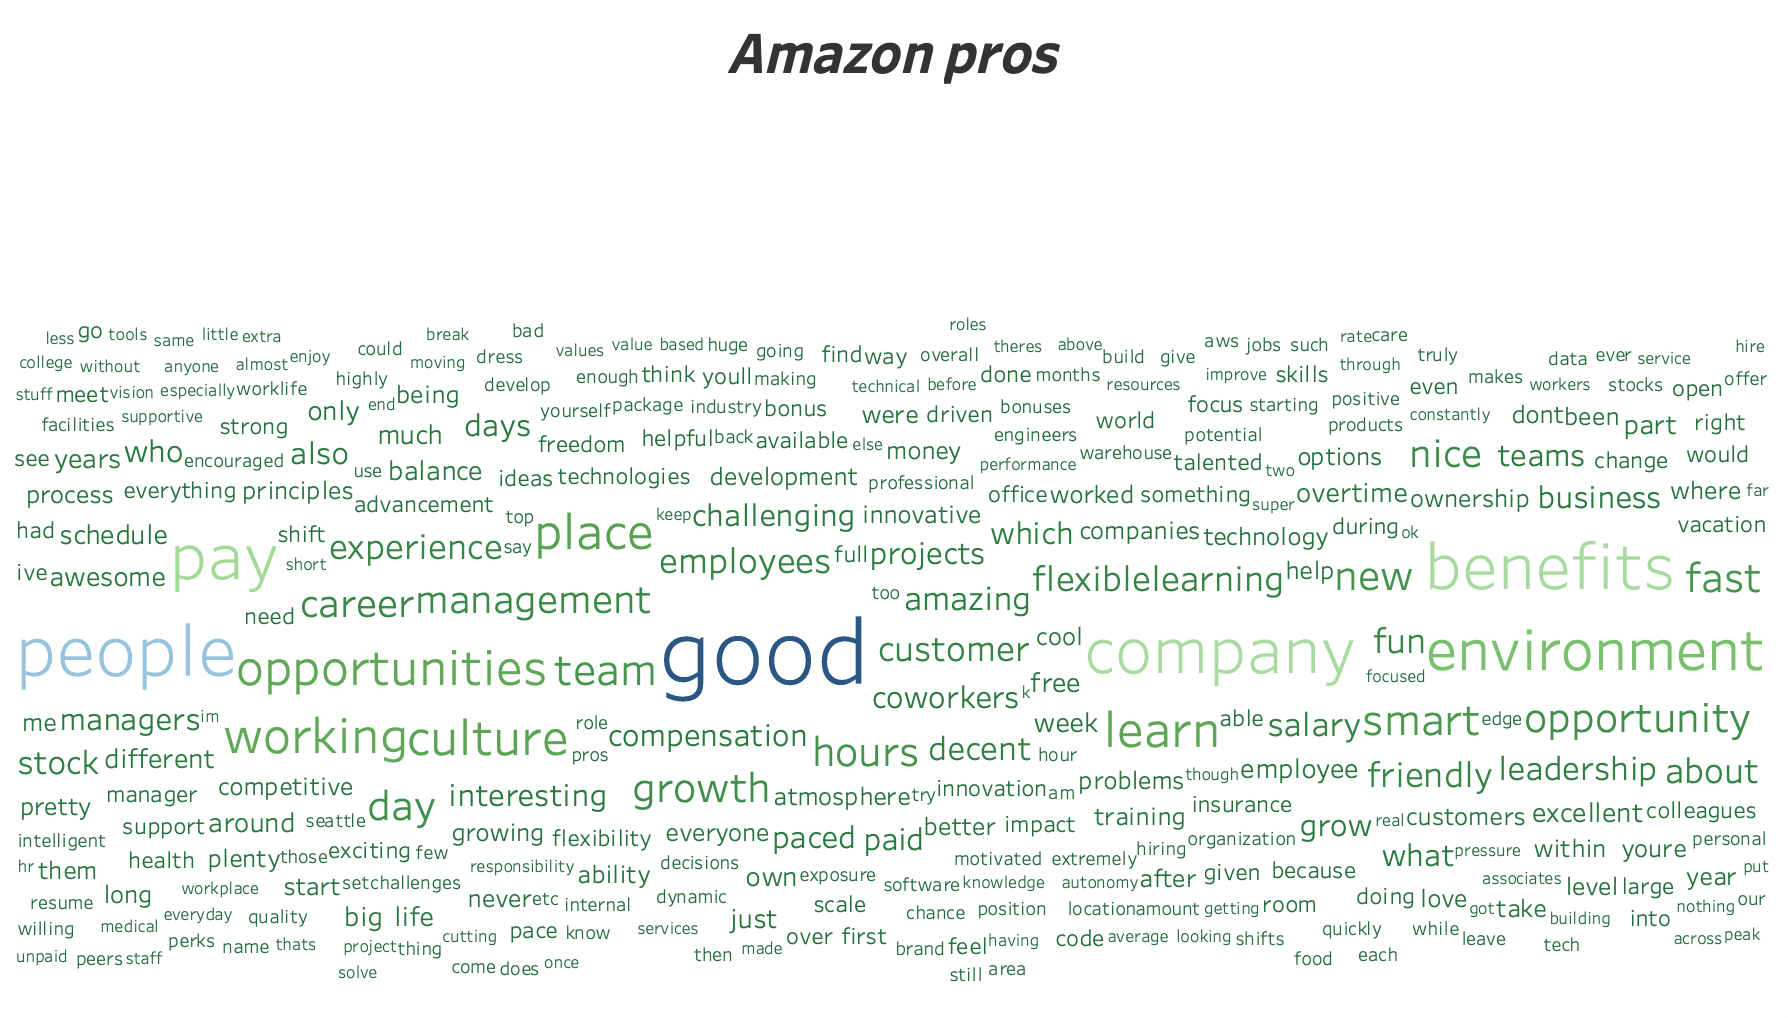 Amazon pros
roles
less go tools same little extra break bad
theres above aws jobs such rate care
college without anyone almost enjoy could moving dress values value based huge going find way overall build give through truly data ever service hire
stuff meet vision especially worklife highly end being develop enough think youll making technical before done months resources improve skills positive even makes workers stocks open offer
facilities supportive strong only much days yourself package industry bonus were driven bonuses world focus starting products constantly dont been part right
see years who encouraged also use balance freedom helpful back available else money engineers performance warehouse potential talented two options nice teams change would
process everything principles advancement ideas technologies development professional office worked something super overtime ownership business where far
had schedule shift experience say top place keep challenging innovative which companies technology during ok vacation
ive awesome pay short employees full projects flexible learning help new benefits fast
need career management too amazing
people opportunities team good customer cool company fun environment
coworkers k free focused
me managers im working culture role compensation week learn able salary smart edge opportunity
stock different pros hours decent hour
pretty manager competitive day interesting growth atmosphere try innovation am problems though employee friendly leadership about
intelligent support around seattle growing flexibility everyone paced paid better impact training insurance grow real customers excellent colleagues
hr them health plenty those exciting few responsibility ability decisions motivated extremely hiring organization what pressure within youre personal
resume long workplace start set challenges never etc internal dynamic own exposure software knowledge autonomy after given because associates level large year put
willing medical everyday quality big life just scale chance position location amount getting room doing love got take building into nothing our
unpaid peers staff perks name thats project thing cutting pace know services over first brand feel having code average looking shifts quickly while leave tech across peak
solve come does once then made still area food each